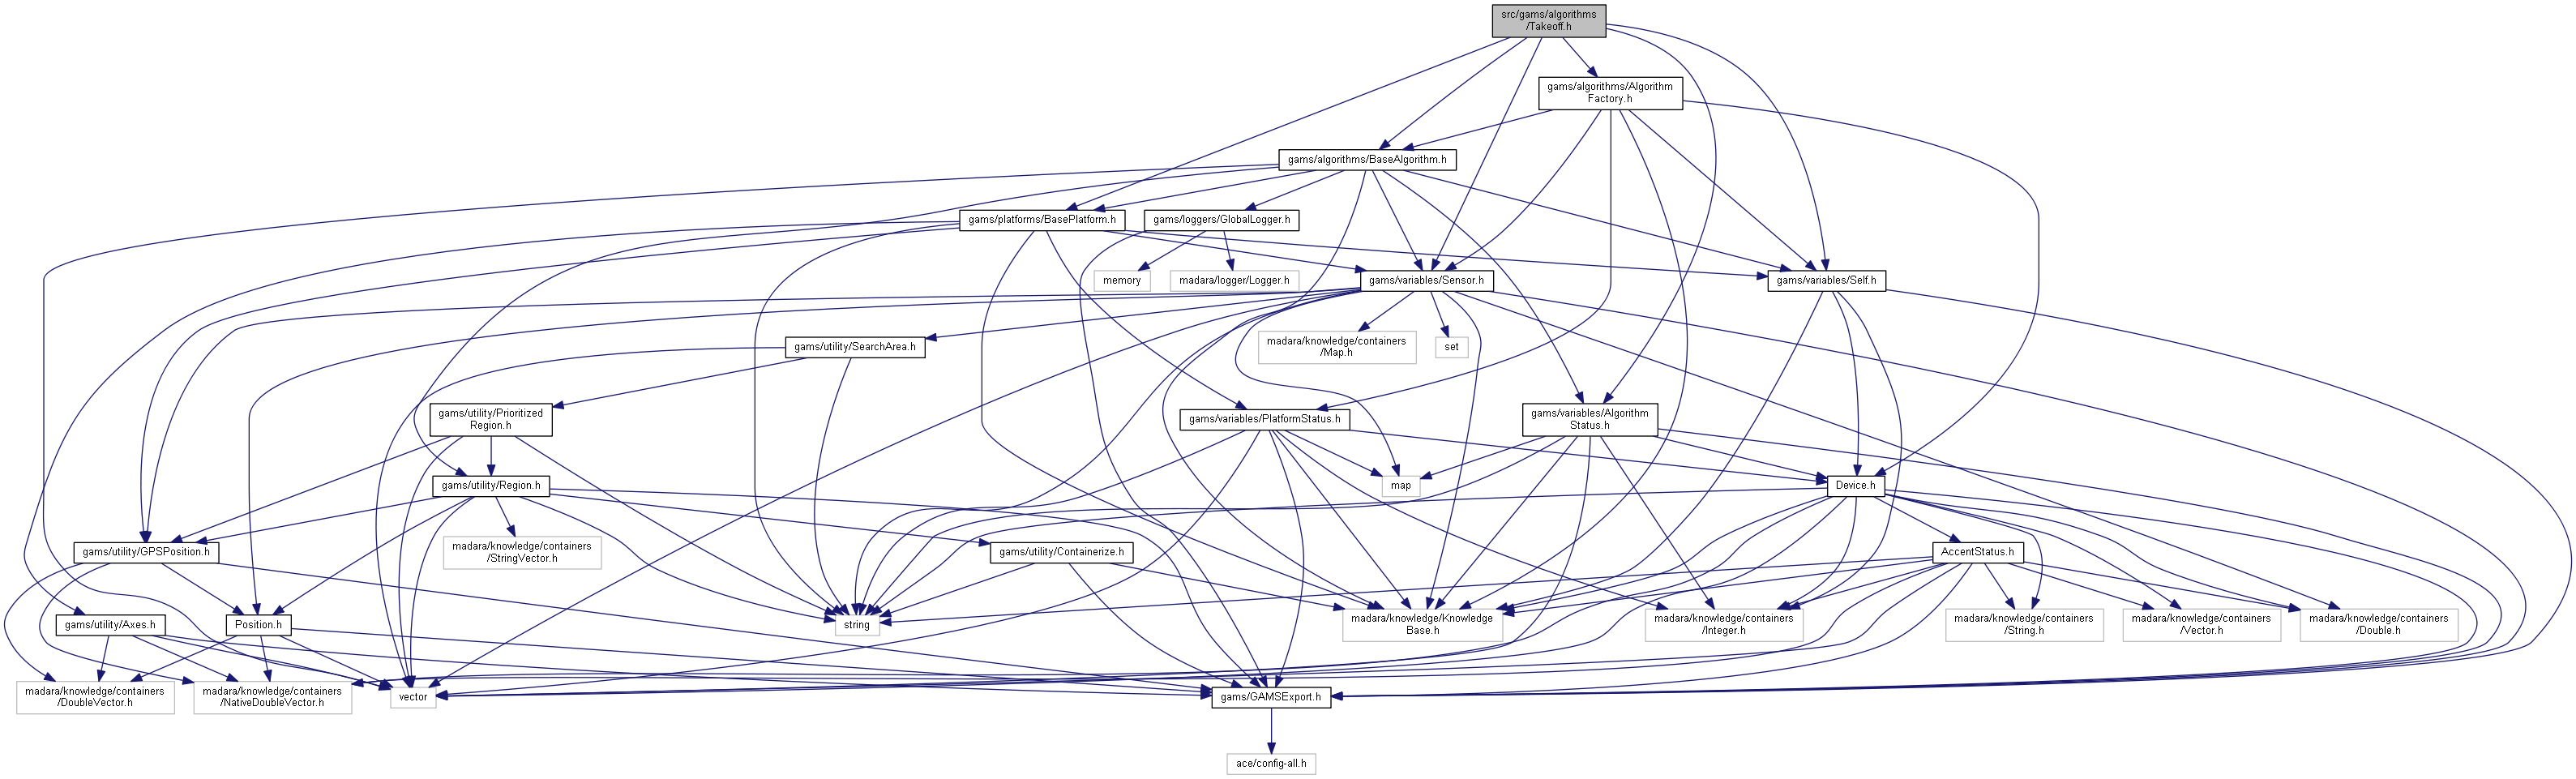 src/gams/algorithms
/Takeoff.h
gams/algorithms/Algorithm
Factory.h
gams/algorithms/BaseAlgorithm.h
gams/platforms/BasePlatform.h
gams/loggers/GlobalLogger.h
memory
madara/logger/Logger.h
gams/variables/Sensor.h
gams/variables/Self.h
gams/utility/SearchArea.h
madara/knowledge/containers
/Map.h
set
gams/utility/Prioritized
Region.h
gams/variables/PlatformStatus.h
gams/variables/Algorithm
Status.h
gams/utility/Region.h
map
Device.h
gams/utility/GPSPosition.h
madara/knowledge/containers
/StringVector.h
gams/utility/Containerize.h
AccentStatus.h
gams/utility/Axes.h
Position.h
string
madara/knowledge/Knowledge
Base.h
madara/knowledge/containers
/Integer.h
madara/knowledge/containers
/String.h
madara/knowledge/containers
/Vector.h
madara/knowledge/containers
/Double.h
madara/knowledge/containers
/DoubleVector.h
madara/knowledge/containers
/NativeDoubleVector.h
vector
gams/GAMSExport.h
ace/config-all.h